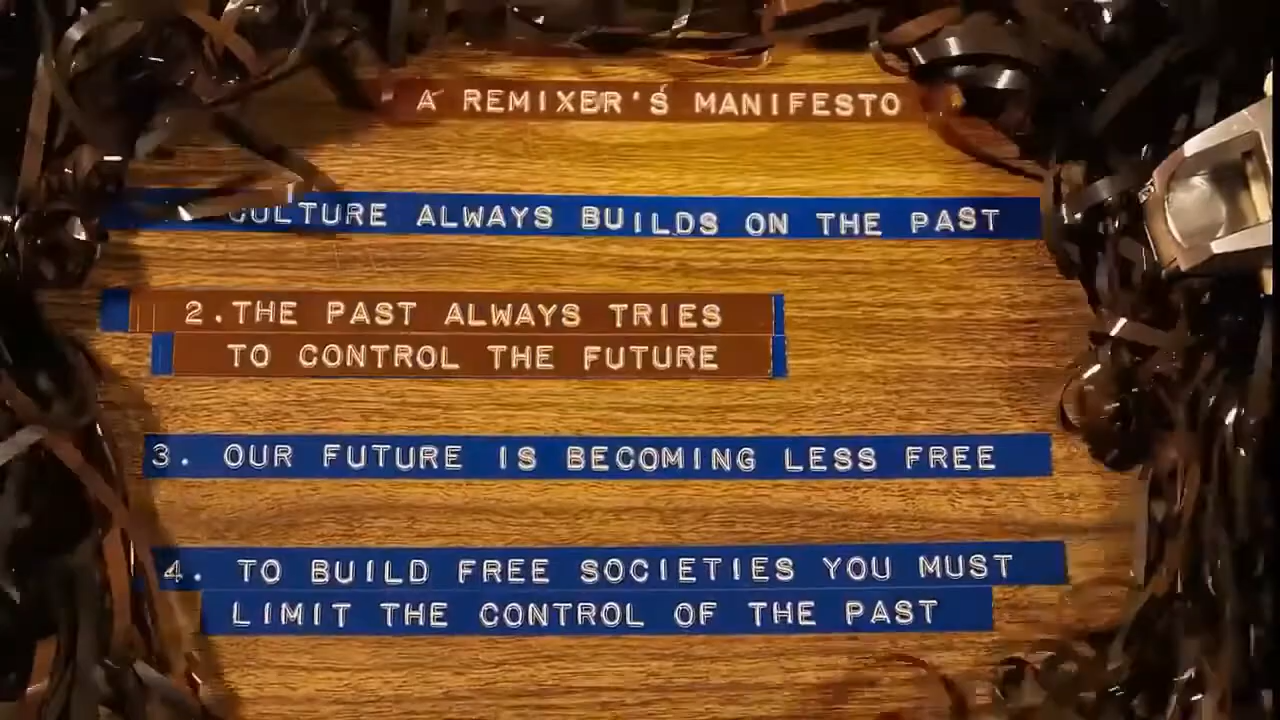 A REMIXER'S MANIFESTO
CULTURE ALWAYS BUILDS ON THE PAST
2.THE PAST ALWAYS TRIES
TO CONTROL THE FUTURE
3. OUR FUTURE IS BECOMING LESS FREE
4. TO BUILD FREE SOCIETIES YOU MUST
LIMIT THE CONTROL OF THE PAST